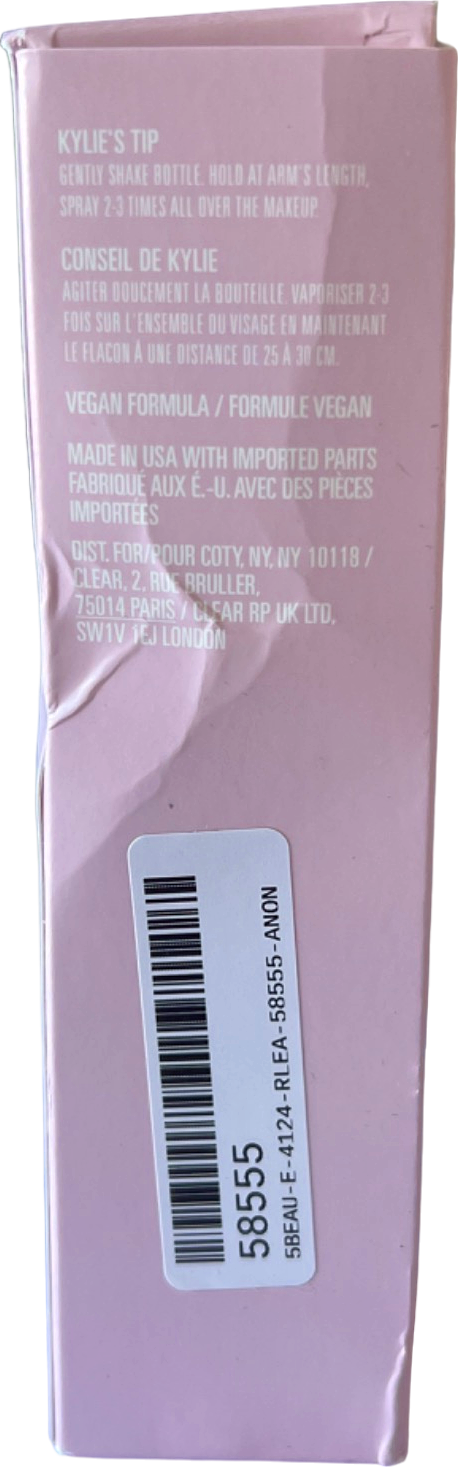 KYLIE'S TIP
GENTLY SHAKE BOTTLE. HOLD AT ARM'S LENGTH,
SPRAY 2-3 TIMES ALL OVER THE MAKEUP.
CONSEIL DE KYLIE
AGITER DOUCEMENT LA BOUTEILLE. VAPORISER 2-3
FOIS SUR L'ENSEMBLE DU VISAGE EN MAINTENANT
LE FLACON À UNE DISTANCE DE 25 À 30 CM.
VEGAN FORMULA / FORMULE VEGAN
MADE IN USA WITH IMPORTED PARTS
FABRIQUÉ AUX É.-U. AVEC DES PIÈCES
IMPORTÉES
DIST. FOR/POUR COTY, NY, NY 10118 /
CLEAR, 2, RUE BRULLER,
75014 PARIS / CLEAR RP UK LTD,
SW1V 1EJ LONDON
58555
5BEAU-E-4124-RLEA-58555-ANON